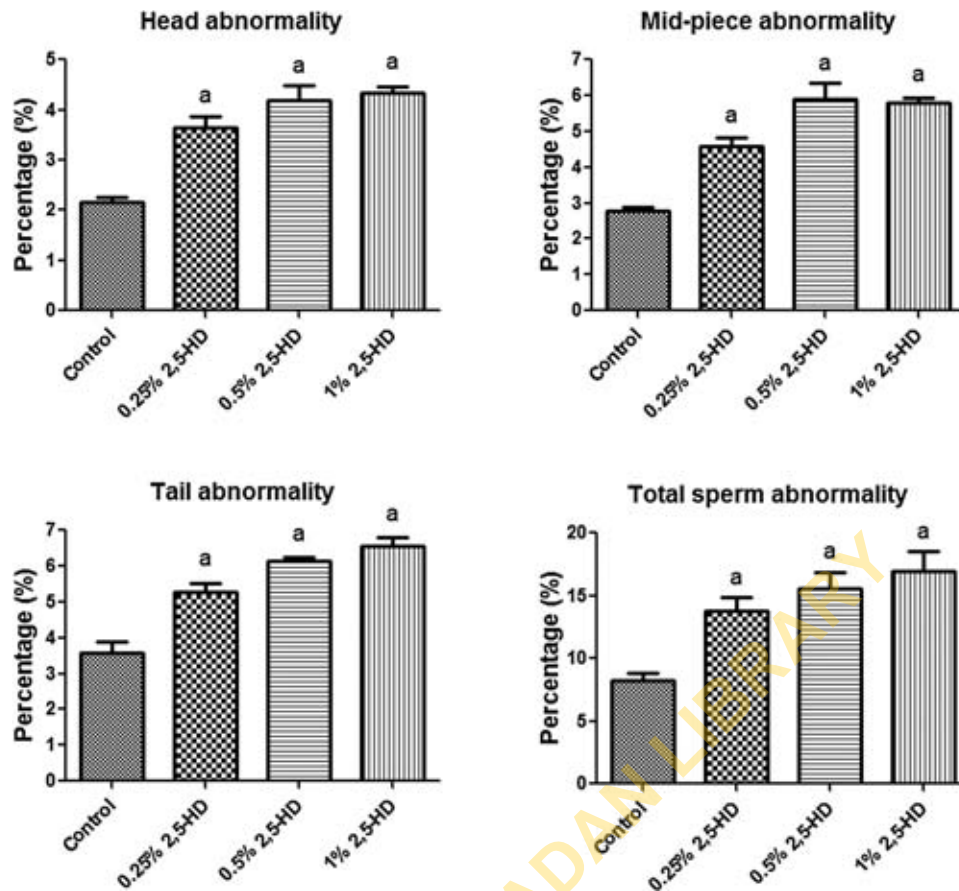 Head abnormality
Percentage (%)
5
4
3
2
1
0
a
a
a
Control
0.25% 2,5-HD
0.5% 2,5-HD
1% 2,5-HD
Mid-piece abnormality
Percentage (%)
7
6
5
4
3
2
1
0
a
a
a
Control
0.25% 2,5-HD
0.5% 2,5-HD
1% 2,5-HD
Tail abnormality
Percentage (%)
7
6
5
4
3
2
1
0
a
a
a
Control
0.25% 2,5-HD
0.5% 2,5-HD
1% 2,5-HD
Total sperm abnormality
Percentage (%)
20
15
10
5
0
a
a
a
Control
0.25% 2,5-HD
0.5% 2,5-HD
1% 2,5-HD
DAN LIBRARY